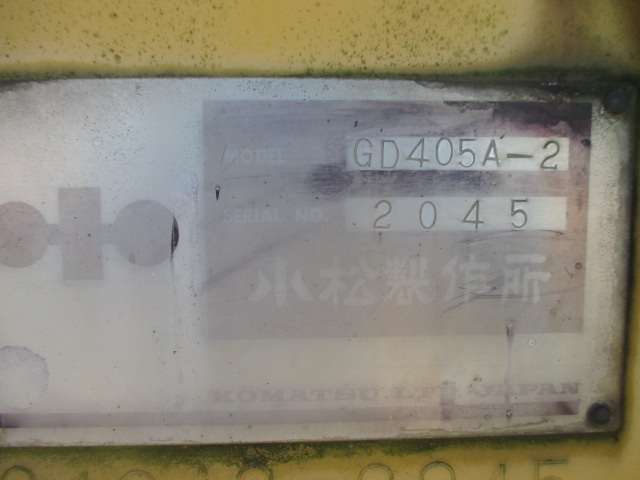 MODEL GD405A-2
SERIAL NO. 2045
小松製作所
KOMATSU LTD. JAPAN